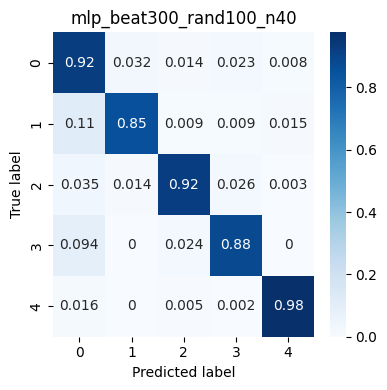 mlp_beat300_rand100_n40
0 0.92 0.032 0.014 0.023 0.008
1 0.11 0.85 0.009 0.009 0.015
2 0.035 0.014 0.92 0.026 0.003
3 0.094 0 0.024 0.88 0
4 0.016 0 0.005 0.002 0.98
0 1 2 3 4
True label
Predicted label
0.8
0.6
0.4
0.2
0.0